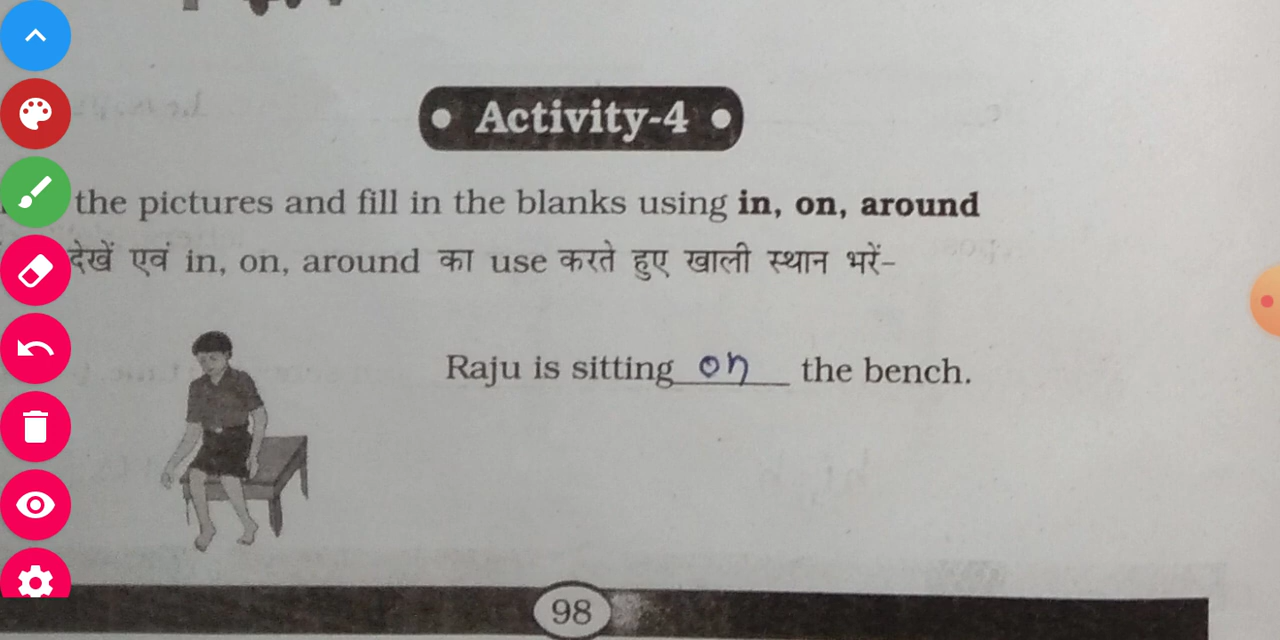 • Activity-4 •
the pictures and fill in the blanks using in, on, around
देखें एवं in, on, around का use करते हुए खाली स्थान भरें-
Raju is sitting on the bench.
98